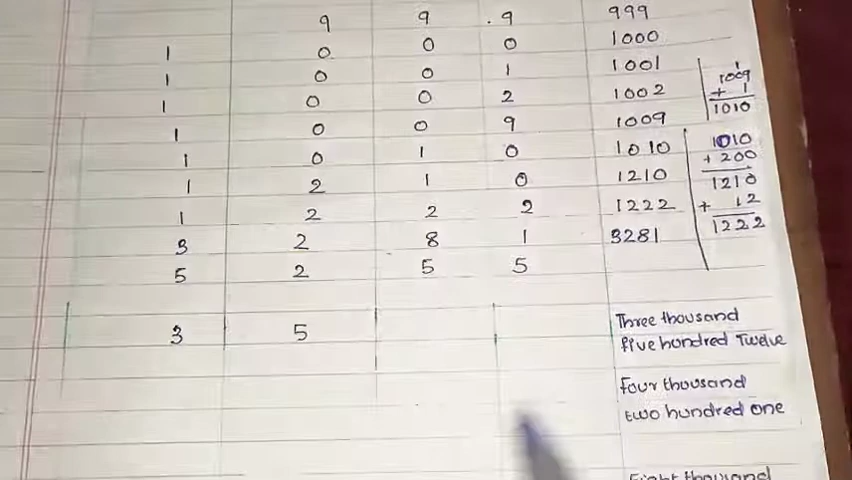 9 9 9 999
1 0 0 0 1000
1 0 0 1 1001
1 0 0 2 1002
1 0 0 9 1009
1 0 1 0 1010
1 2 1 0 1210
1 2 2 2 1222
3 2 8 1 3281
5 2 5 5
3 5
Three thousand
five hundred Twelve
Four thousand
two hundred one
Eight thousand
1
1009
+ 1
1010
1010
+ 200
1210
+ 12
1222